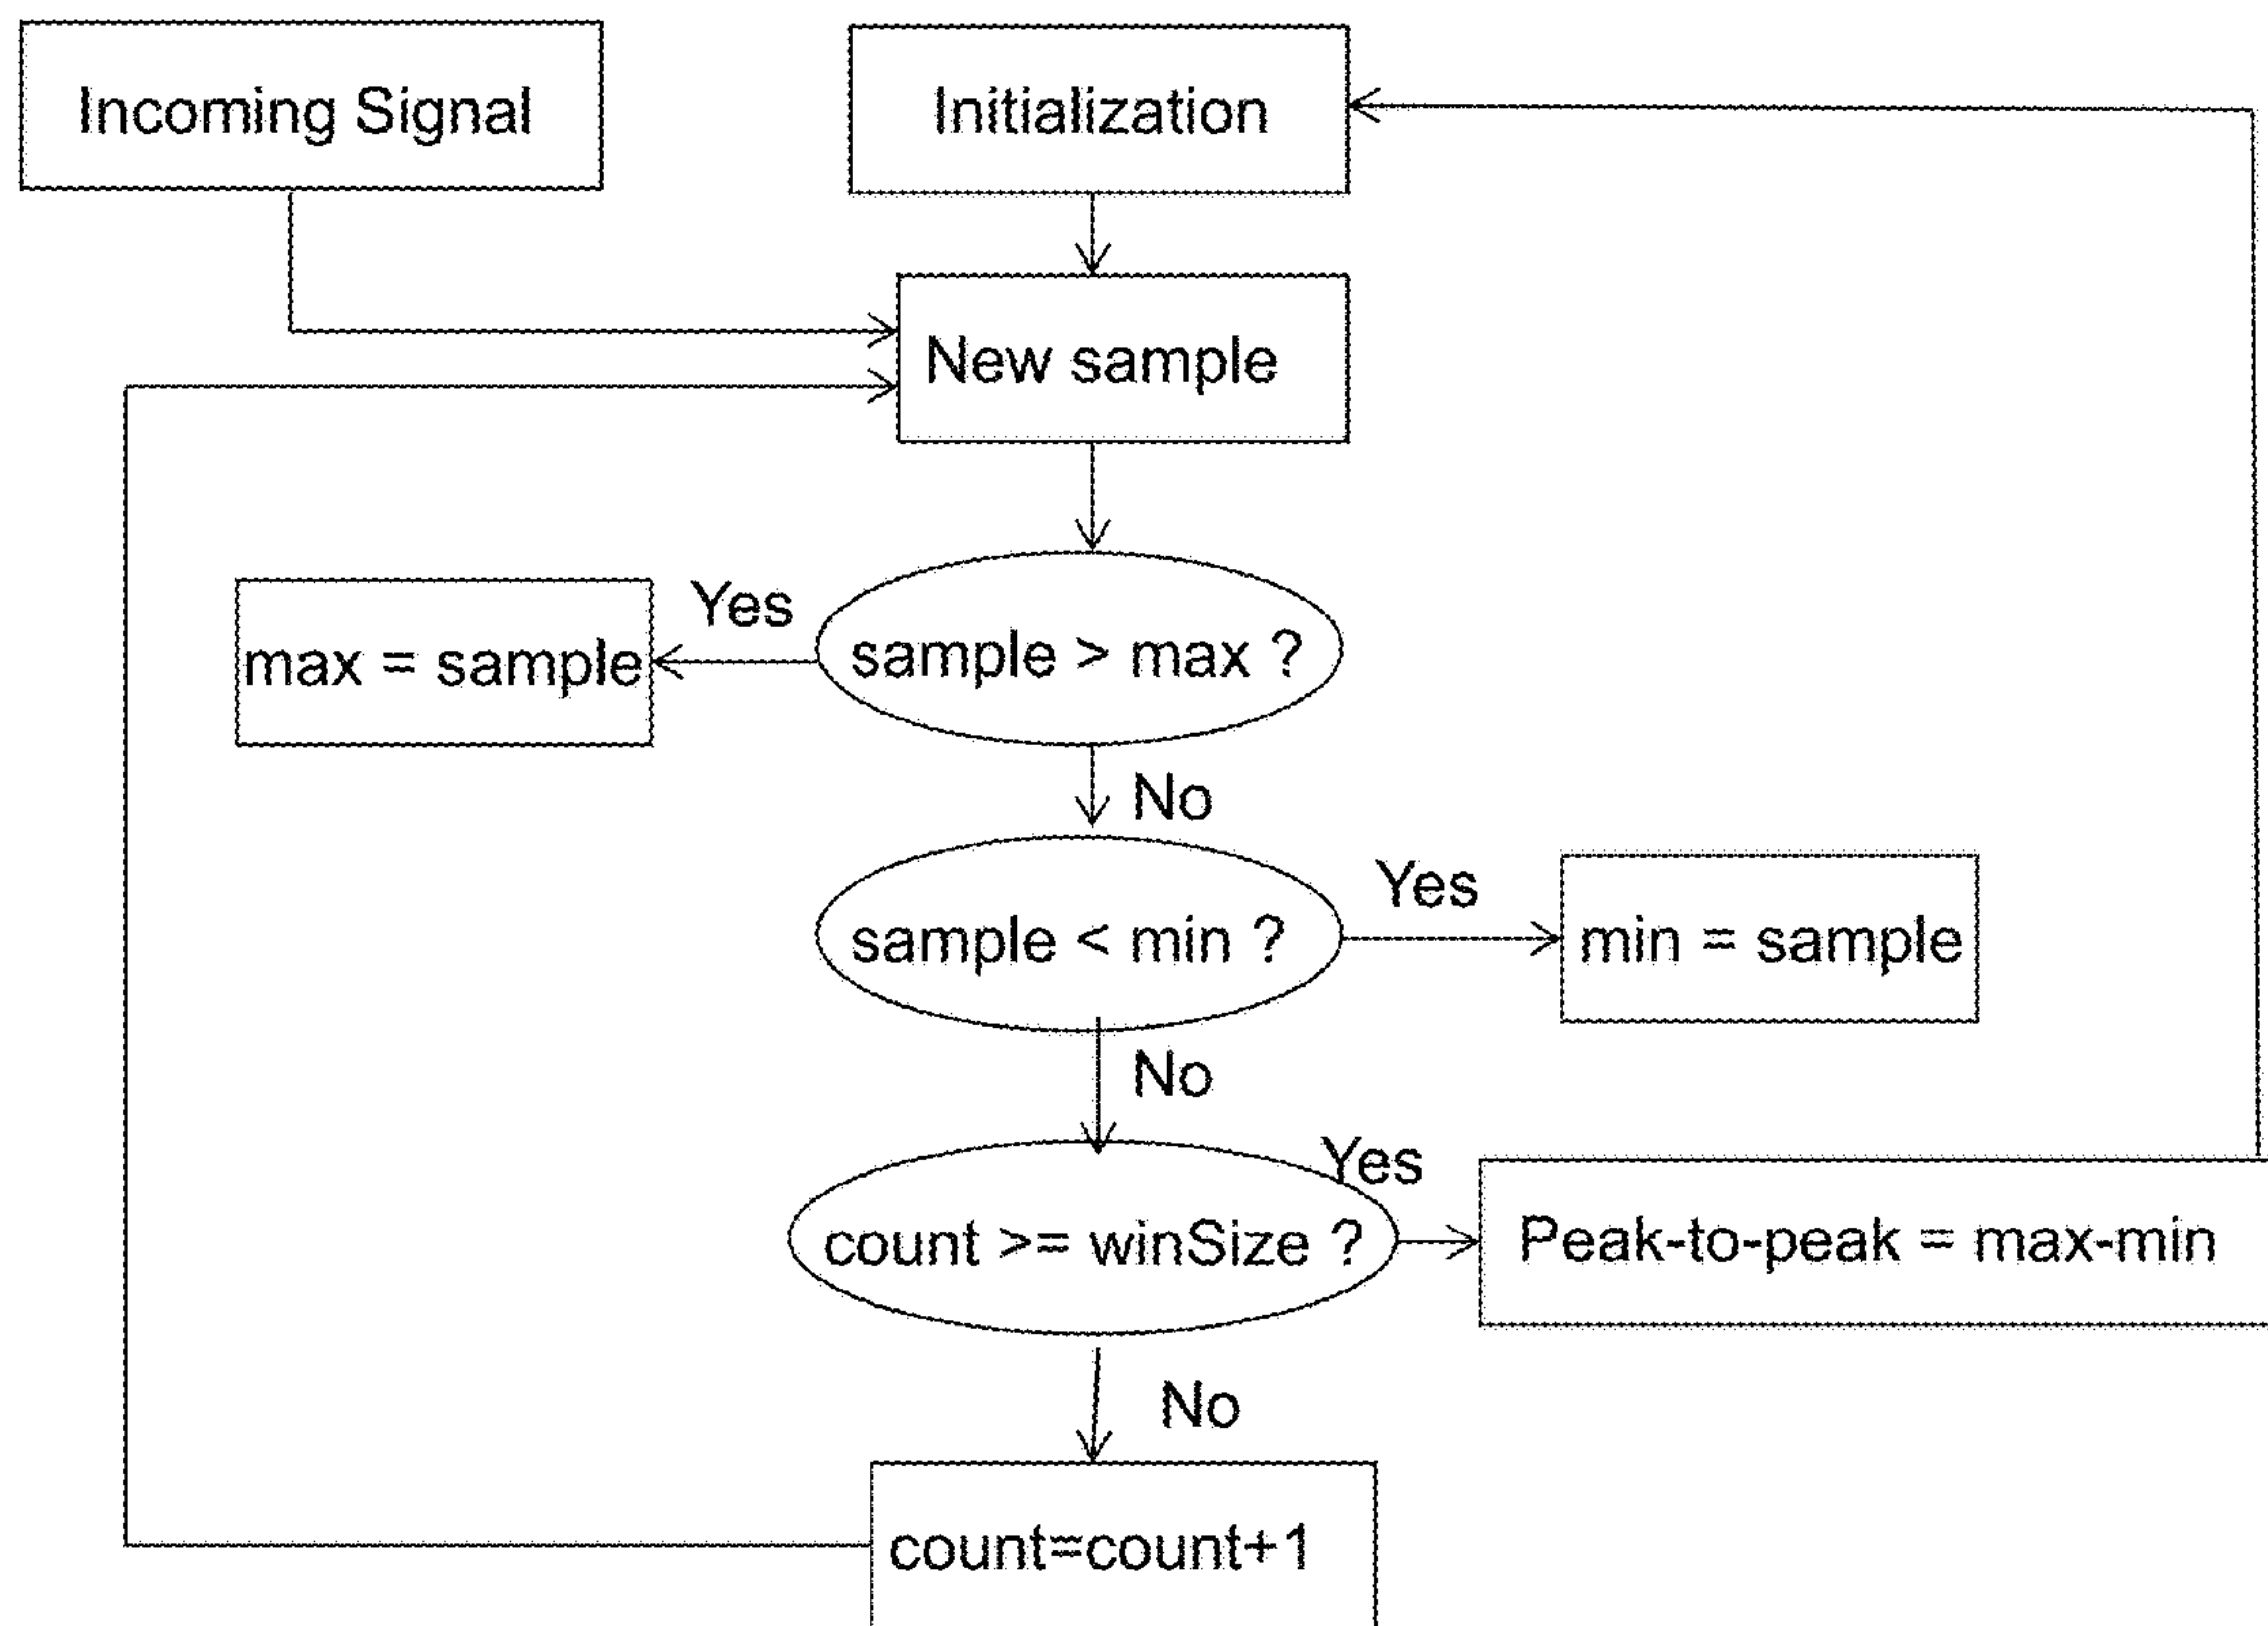 Incoming Signal
Initialization
New sample
Yes
sample > max ?
max = sample
No
Yes
sample < min ?
min = sample
No
Yes
count >= winSize ?
Peak-to-peak = max-min
No
count=count+1